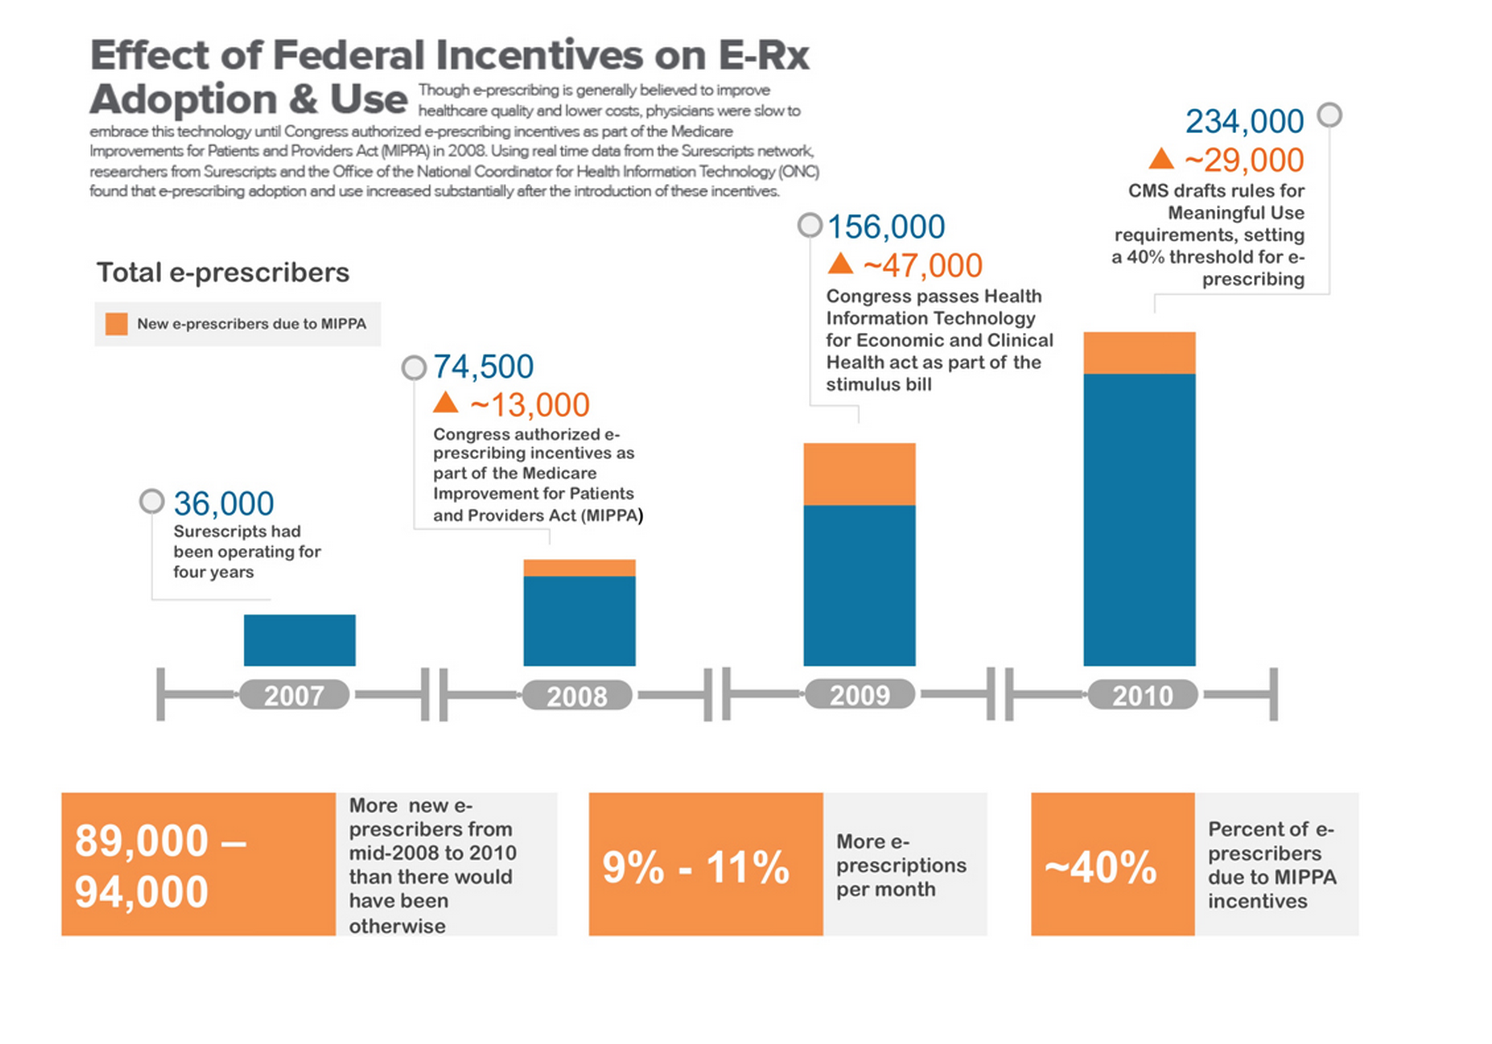 Effect of Federal Incentives on E-Rx
Adoption & Use
Though e-prescribing is generally believed to improve
healthcare quality and lower costs, physicians were slow to
embrace this technology until Congress authorized e-prescribing incentives as part of the Medicare
Improvements for Patients and Providers Act (MIPPA) in 2008. Using real time data from the Surescripts network,
researchers from Surescripts and the Office of the National Coordinator for Health Information Technology (ONC)
found that e-prescribing adoption and use increased substantially after the introduction of these incentives.
Total e-prescribers
New e-prescribers due to MIPPA
36,000
Surescripts had
been operating for
four years
74,500
~13,000
Congress authorized e-
prescribing incentives as
part of the Medicare
Improvement for Patients
and Providers Act (MIPPA)
156,000
~47,000
Congress passes Health
Information Technology
for Economic and Clinical
Health act as part of the
stimulus bill
234,000
~29,000
CMS drafts rules for
Meaningful Use
requirements, setting
a 40% threshold for e-
prescribing
2007
2008
2009
2010
89,000 –
94,000
More new e-
prescribers from
mid-2008 to 2010
than there would
have been
otherwise
9% - 11%
More e-
prescriptions
per month
~40%
Percent of e-
prescribers
due to MIPPA
incentives